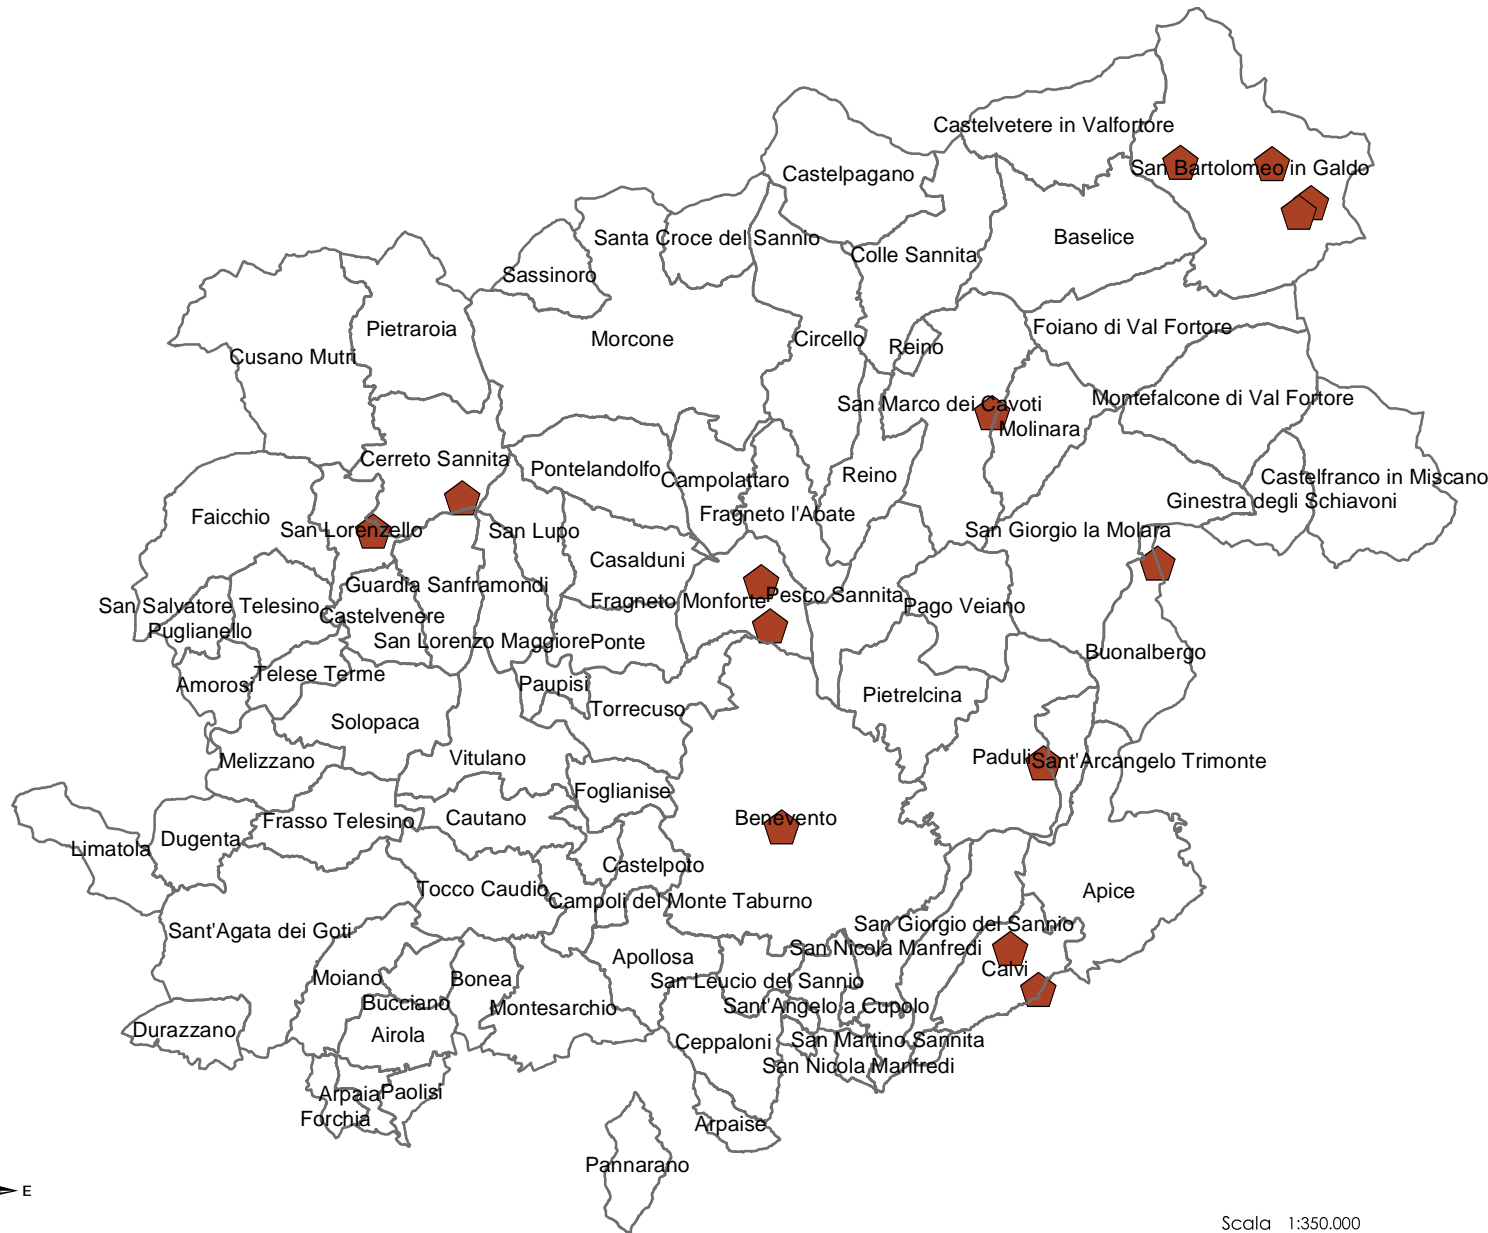 Castelvetere in Valfortore
San Bartolomeo in Galdo
Castelpagano
Baselice
Santa Croce del Sannio
Colle Sannita
Sassinoro
Pietraroia
Morcone
Circello
Reino
Foiano di Val Fortore
Cusano Mutri
San Marco dei Cavoti
Montefalcone di Val Fortore
Molinara
Cerreto Sannita
Pontelandolfo
Campolattaro
Reino
Castelfranco in Miscano
Ginestra degli Schiavoni
Faicchio
San Lorenzello
San Lupo
Fragneto l'Abate
San Giorgio la Molara
Casalduni
Guardia Sanframondi
Fragneto Monforte
Pesco Sannita
Pago Veiano
San Salvatore Telesino
Castelvenere
Puglianello
San Lorenzo Maggiore
Ponte
Buonalbergo
Telese Terme
Amorosi
Paupisi
Torrecuso
Pietrelcina
Solopaca
Melizzano
Vitulano
Paduli
Sant'Arcangelo Trimonte
Foglianise
Frasso Telesino
Cautano
Benevento
Dugenta
Limatola
Castelpoto
Tocco Caudio
Campoli del Monte Taburno
Apice
Sant'Agata dei Goti
San Giorgio del Sannio
San Nicola Manfredi
Apollosa
Calvi
Moiano
Bonea
San Leucio del Sannio
Bucciano
Montesarchio
Sant'Angelo a Cupolo
Durazzano
Airola
Ceppaloni
San Martino Sannita
San Nicola Manfredi
Arpaia
Paolisi
Forchia
Arpaise
Pannarano
E
Scala 1:350.000